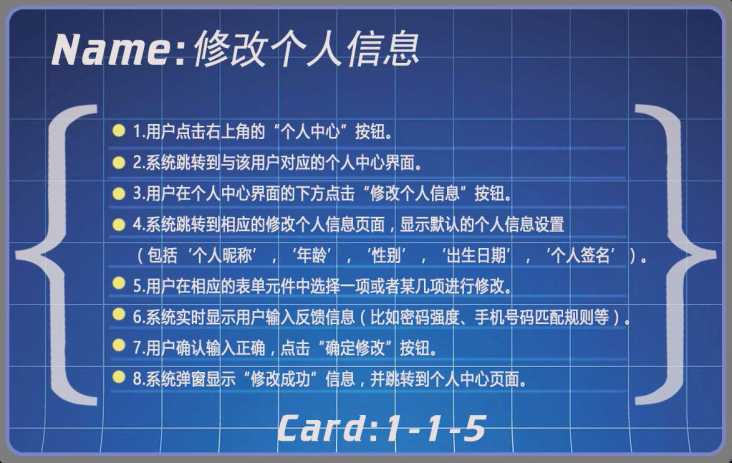 Name:修改个人信息
1.用户点击右上角的“个人中心”按钮。
2.系统跳转到与该用户对应的个人中心界面。
3.用户在个人中心界面的下方点击“修改个人信息”按钮。
4.系统跳转到相应的修改个人信息页面，显示默认的个人信息设置
（包括‘个人昵称’，‘年龄’，‘性别’，‘出生日期’，‘个人签名’）。
5.用户在相应的表单元件中选择一项或者某几项进行修改。
6.系统实时显示用户输入反馈信息（比如密码强度、手机号码匹配规则等）。
7.用户确认输入正确，点击“确定修改”按钮。
8.系统弹窗显示“修改成功”信息，并跳转到个人中心页面。
Card:1-1-5